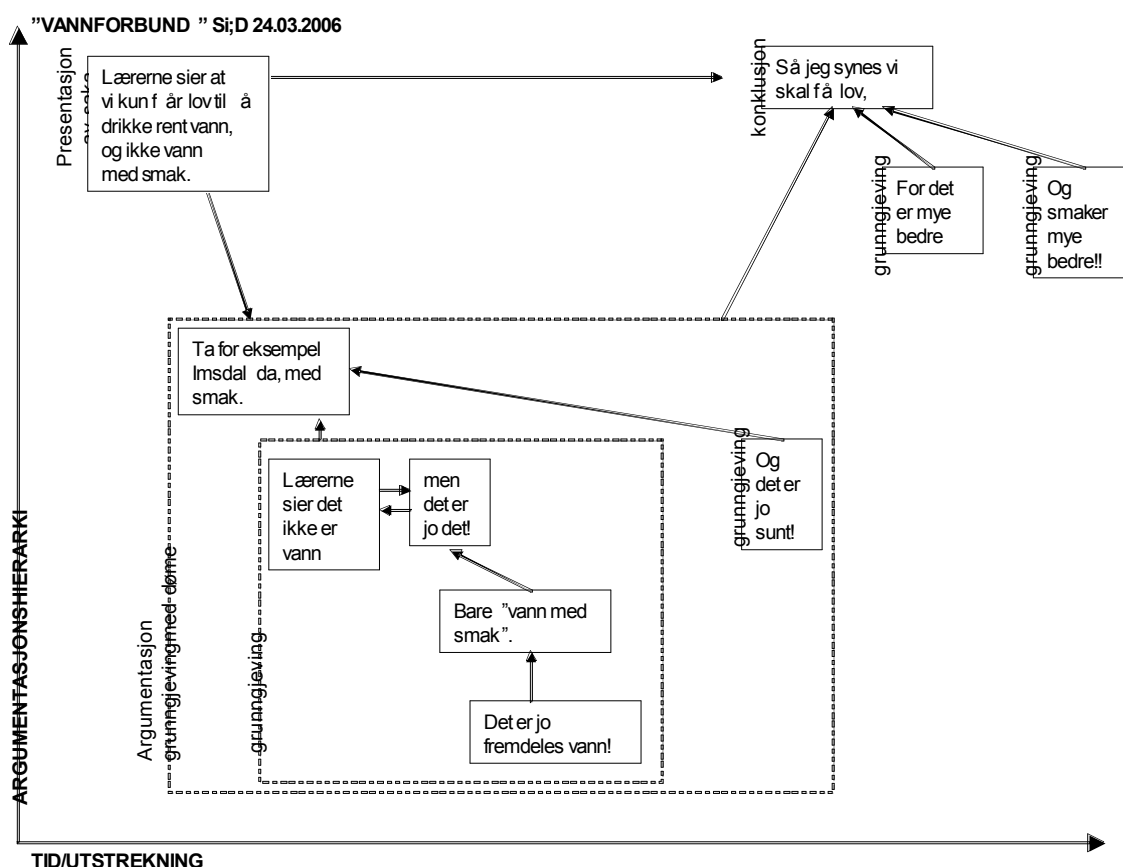 ”VANNFORBUND ” Si;D 24.03.2006
Presentasjon
av saka
Lærerne sier at
vi kun f år lov til å
drikke rent vann,
og ikke vann
med smak.
konklusjon
Så jeg synes vi
skal f å lov,
grunngjeving
For det
er mye
bedre
grunngjeving
Og
smaker
mye
bedre!!
Ta for eksempel
Imsdal da, med
smak.
grunngjeving
Og
det er
jo
sunt!
Lærerne
sier det
ikke er
vann
men
det er
jo det!
Bare ”vann med
smak”.
Det er jo
fremdeles vann!
grunngjeving
Argumentasjon
grunngjeving med døme
ARGUMENTASJONSHIERARKI
TID/UTSTREKNING